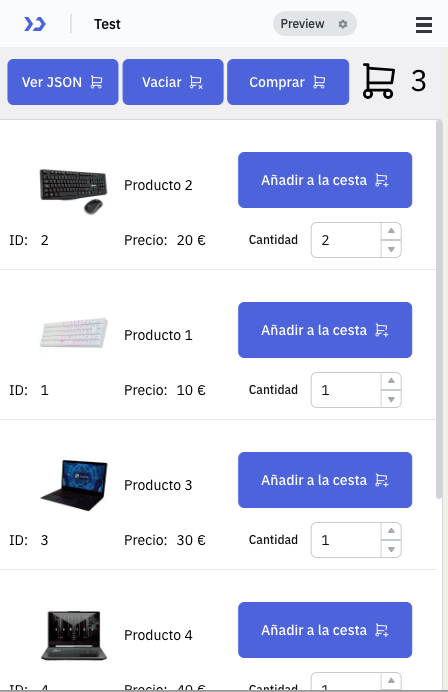 Test
Preview
Ver JSON
Vaciar
Comprar
3
Producto 2
Añadir a la cesta
ID: 2
Precio: 20 €
Cantidad 2
Producto 1
Añadir a la cesta
ID: 1
Precio: 10 €
Cantidad 1
Producto 3
Añadir a la cesta
ID: 3
Precio: 30 €
Cantidad 1
Producto 4
Añadir a la cesta
ID: 4
Precio: 40 €
Cantidad 1